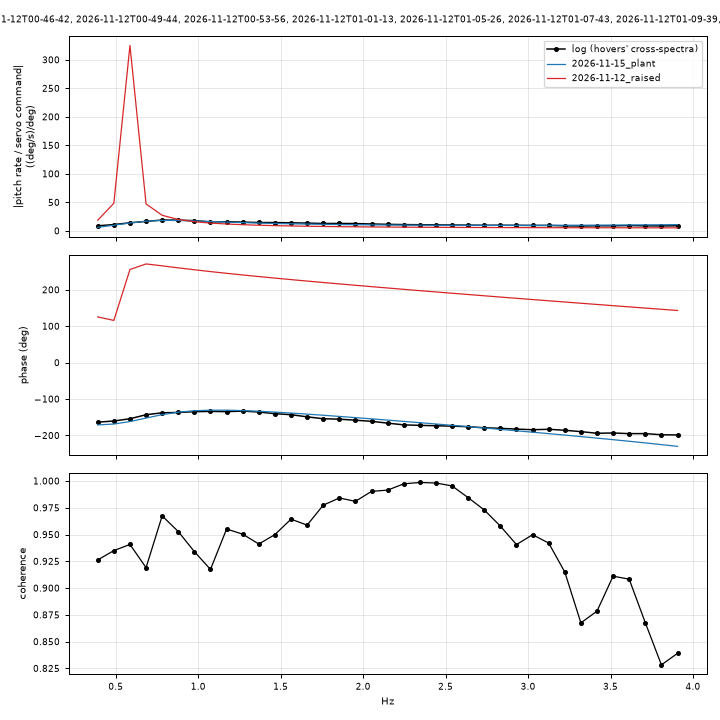 1-12T00-46-42, 2026-11-12T00-49-44, 2026-11-12T00-53-56, 2026-11-12T01-01-13, 2026-11-12T01-05-26, 2026-11-12T01-07-43, 2026-11-12T01-09-39,
|pitch rate / servo command|
((deg/s)/deg)
300
250
200
150
100
50
0
log (hovers' cross-spectra)
2026-11-15_plant
2026-11-12_raised
phase (deg)
200
100
0
−100
−200
coherence
1.000
0.975
0.950
0.925
0.900
0.875
0.850
0.825
0.5 1.0 1.5 2.0 2.5 3.0 3.5 4.0
Hz